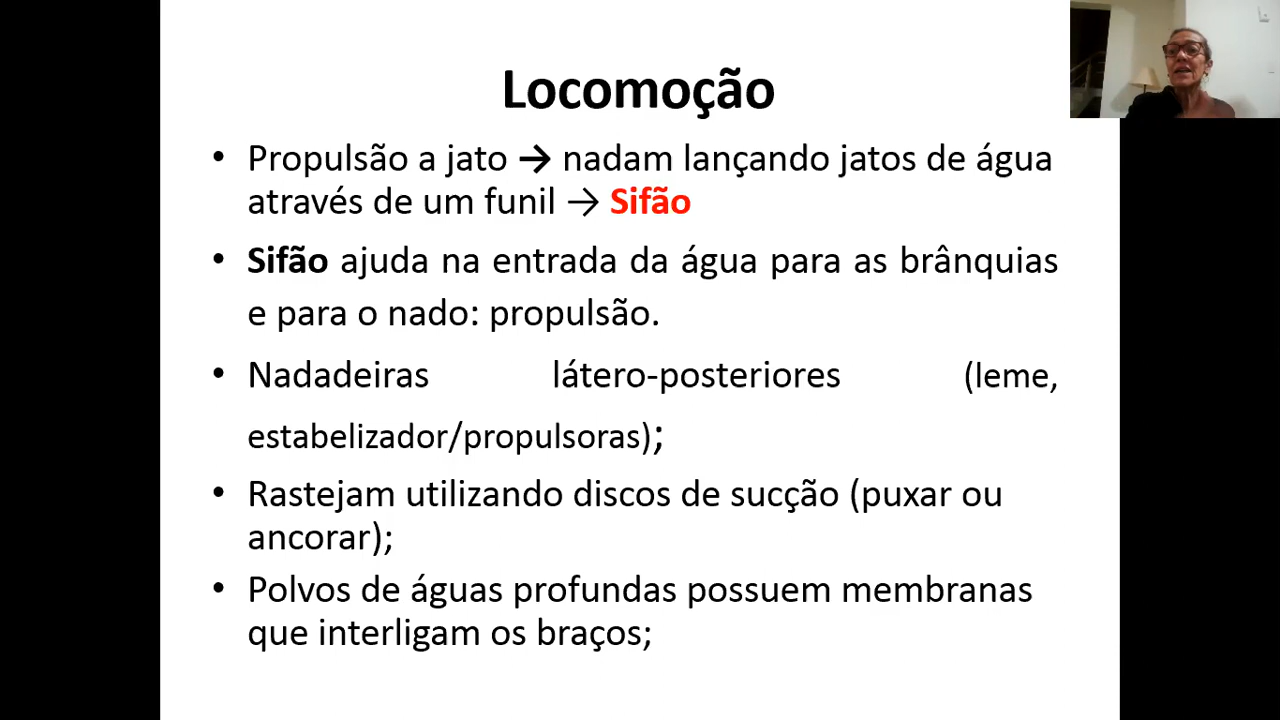 Locomoção
• Propulsão a jato → nadam lançando jatos de água
através de um funil → Sifão
• Sifão ajuda na entrada da água para as brânquias
e para o nado: propulsão.
• Nadadeiras látero-posteriores (leme,
estabelizador/propulsoras);
• Rastejam utilizando discos de sucção (puxar ou
ancorar);
• Polvos de águas profundas possuem membranas
que interligam os braços;